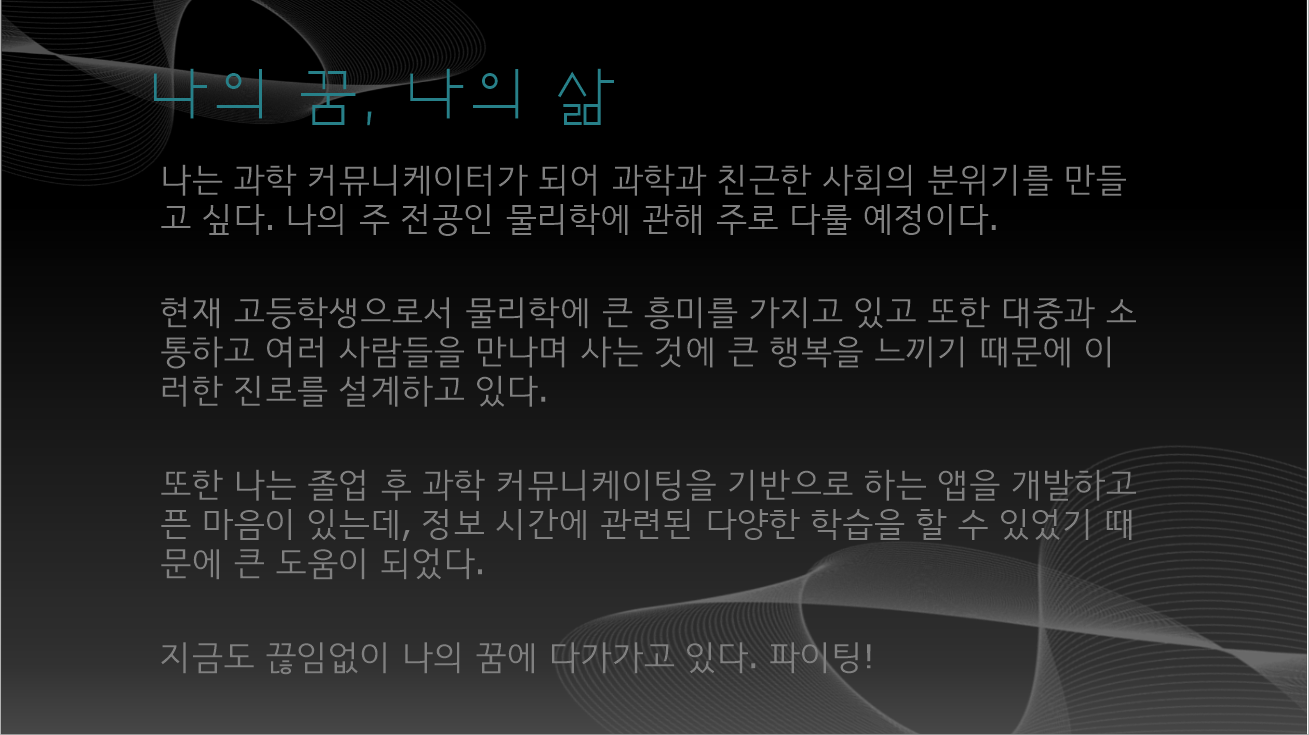 나의 꿈, 나의 삶
나는 과학 커뮤니케이터가 되어 과학과 친근한 사회의 분위기를 만들
고 싶다. 나의 주 전공인 물리학에 관해 주로 다룰 예정이다.
현재 고등학생으로서 물리학에 큰 흥미를 가지고 있고 또한 대중과 소
통하고 여러 사람들을 만나며 사는 것에 큰 행복을 느끼기 때문에 이
러한 진로를 설계하고 있다.
또한 나는 졸업 후 과학 커뮤니케이팅을 기반으로 하는 앱을 개발하고
픈 마음이 있는데, 정보 시간에 관련된 다양한 학습을 할 수 있었기 때
문에 큰 도움이 되었다.
지금도 끊임없이 나의 꿈에 다가가고 있다. 파이팅!